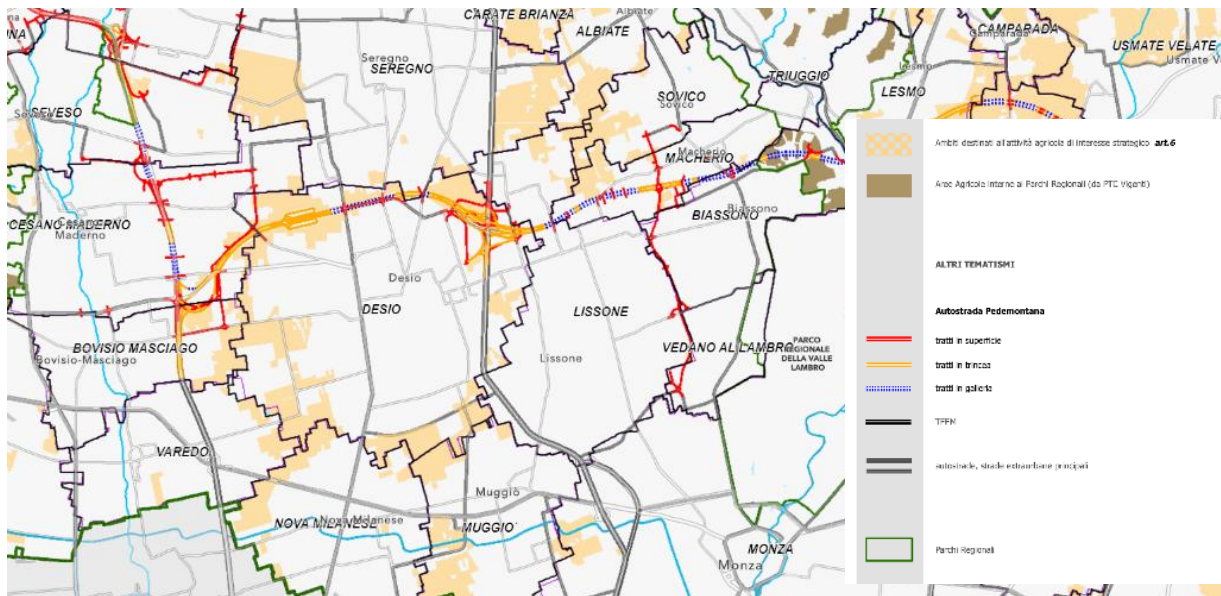 CARATE BRIANZA
Albiate
ALBIATE
CAMPARADA
Camparada
USMATE VELATE
Usmate V
Seregno
SEREGNO
TRIUGGIO
Lesmo
LESMO
SEVESO
SOVICO
Sovico
Macherio
MACHERIO
Ambiti destinati all'attività agricola di interesse strategico art.6
Aree Agricole interne ai Parchi Regionali (da PTC Vigenti)
CESANO MADERNO
Maderno
BIASSONO
Biassono
ALTRI TEMATISMI
Desio
DESIO
LISSONE
Autostrada Pedemontana
tratti in superficie
BOVISIO MASCIAGO
Bovisio-Masciago
Lissone
VEDANO AL LAMBRO
PARCO
REGIONALE
DELLA VALLE
LAMBRO
tratti in trincea
tratti in galleria
TEEM
VAREDO
autostrade, strade extraurbane principali
Muggiò
NOVA MILANESE
Nova Milanese
MUGGIO'
MONZA
Monza
Parchi Regionali